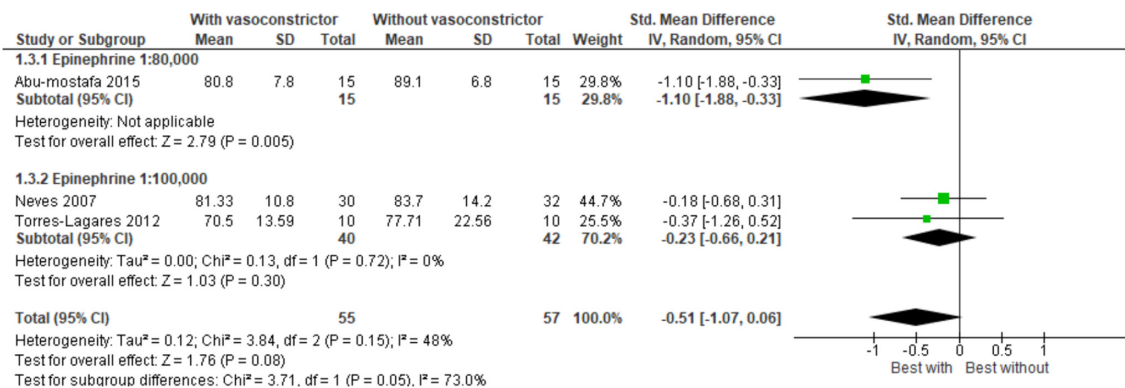 With vasoconstrictor Without vasoconstrictor Std. Mean Difference Std. Mean Difference
Study or Subgroup Mean SD Total Mean SD Total Weight IV, Random, 95% CI IV, Random, 95% CI
1.3.1 Epinephrine 1:80,000
Abu-mostafa 2015 80.8 7.8 15 89.1 6.8 15 29.8% -1.10 [-1.88, -0.33]
Subtotal (95% CI) 15 15 29.8% -1.10 [-1.88, -0.33]
Heterogeneity: Not applicable
Test for overall effect: Z = 2.79 (P = 0.005)
1.3.2 Epinephrine 1:100,000
Neves 2007 81.33 10.8 30 83.7 14.2 32 44.7% -0.18 [-0.68, 0.31]
Torres-Lagares 2012 70.5 13.59 10 77.71 22.56 10 25.5% -0.37 [-1.26, 0.52]
Subtotal (95% CI) 40 42 70.2% -0.23 [-0.66, 0.21]
Heterogeneity: Tau² = 0.00; Chi² = 0.13, df = 1 (P = 0.72); I² = 0%
Test for overall effect: Z = 1.03 (P = 0.30)
Total (95% CI) 55 57 100.0% -0.51 [-1.07, 0.06]
Heterogeneity: Tau² = 0.12; Chi² = 3.84, df = 2 (P = 0.15); I² = 48%
Test for overall effect: Z = 1.76 (P = 0.08)
Test for subgroup differences: Chi² = 3.71, df = 1 (P = 0.05), I² = 73.0%
-1 -0.5 0 0.5 1
Best with Best without